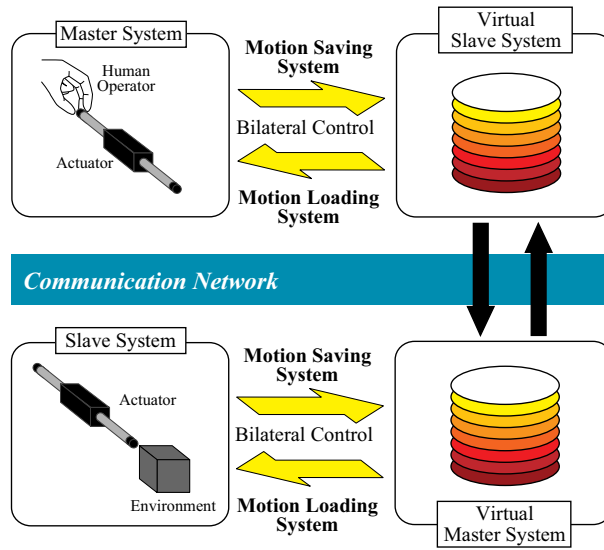 Master System
Human
Operator
Actuator
Motion Saving
System
Bilateral Control
Motion Loading
System
Virtual
Slave System
Communication Network
Slave System
Actuator
Environment
Motion Saving
System
Bilateral Control
Motion Loading
System
Virtual
Master System